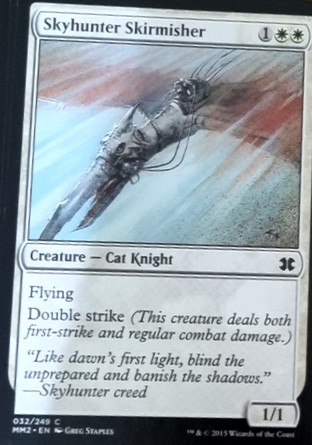 Skyhunter Skirmisher 1
Creature — Cat Knight
Flying
Double strike (This creature deals both
first-strike and regular combat damage.)
"Like dawn's first light, blind the
unprepared and banish the shadows."
—Skyhunter creed
1/1
032/249 C
MM2 • EN Greg Staples
™ & © 2015 Wizards of the Coast